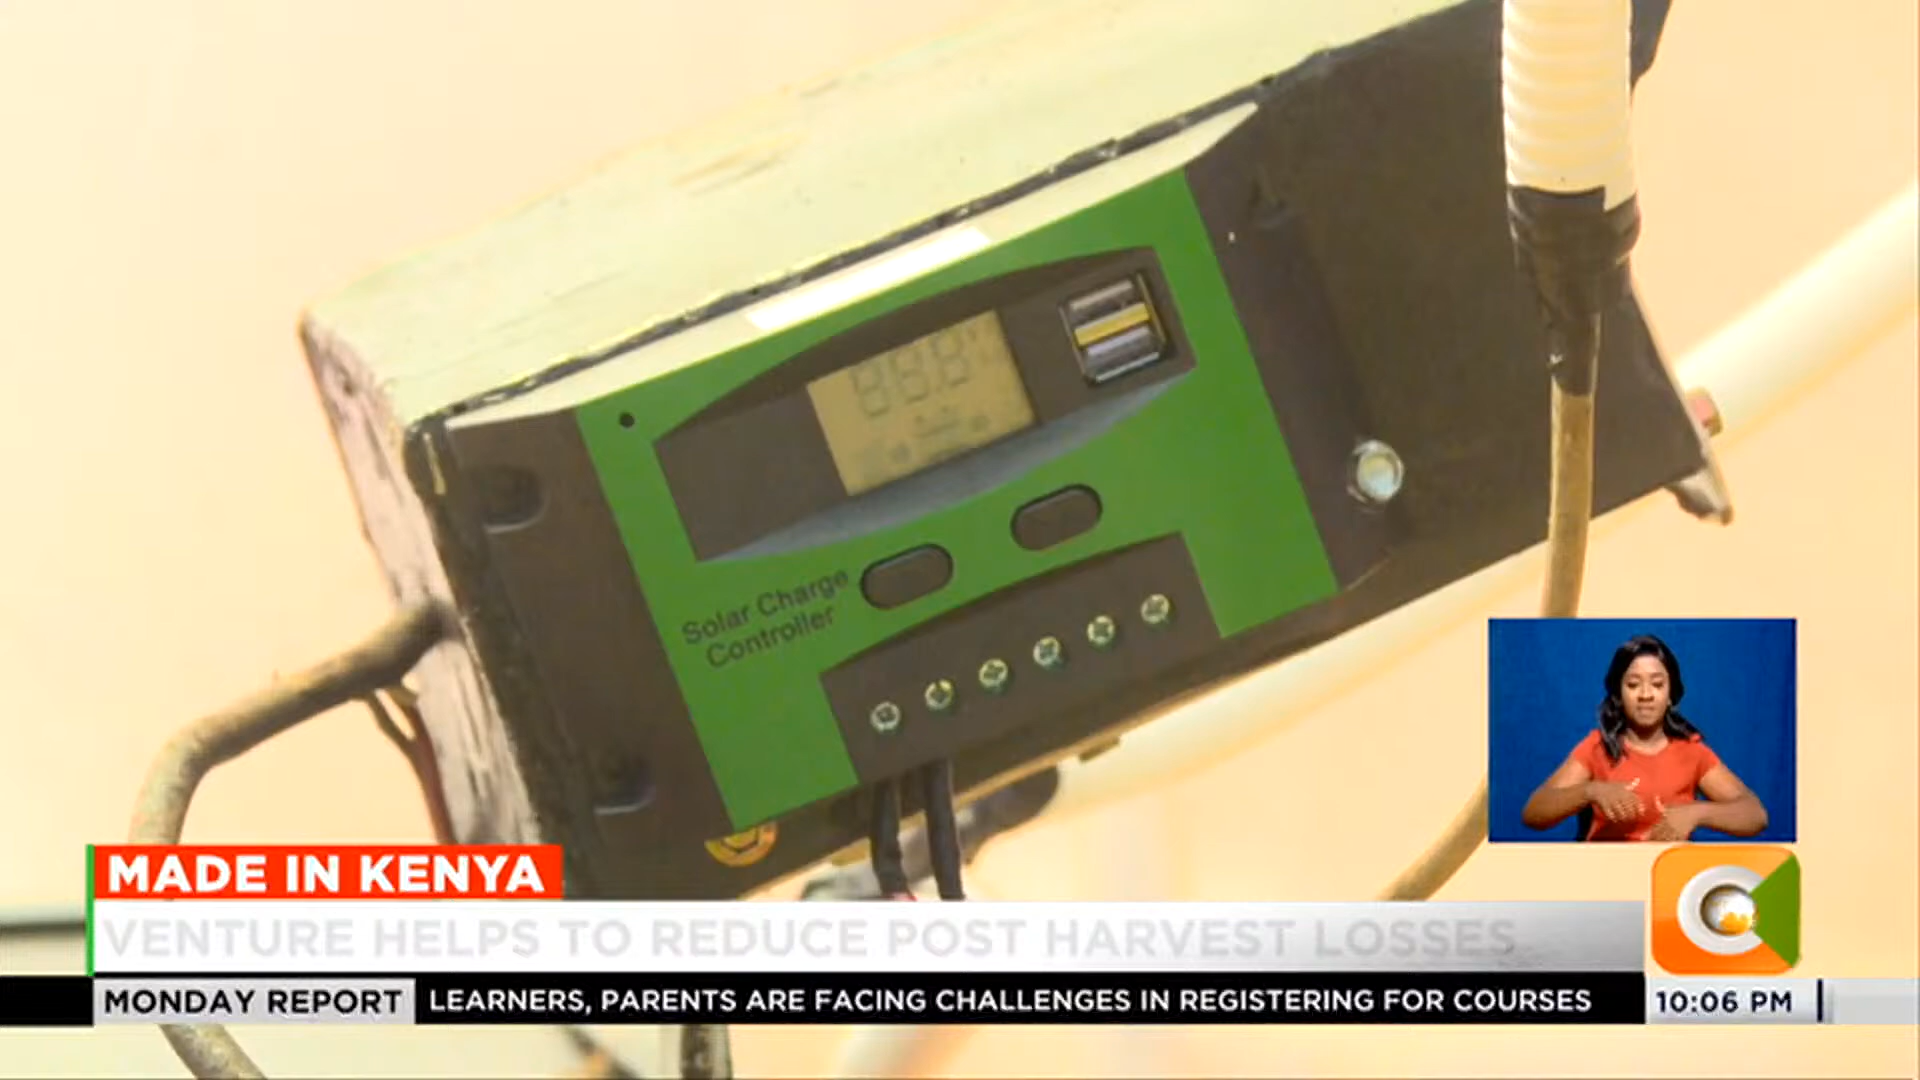 Solar Charge
Controller
MADE IN KENYA
VENTURE HELPS TO REDUCE POST HARVEST LOSSES
MONDAY REPORT
LEARNERS, PARENTS ARE FACING CHALLENGES IN REGISTERING FOR COURSES
10:06 PM